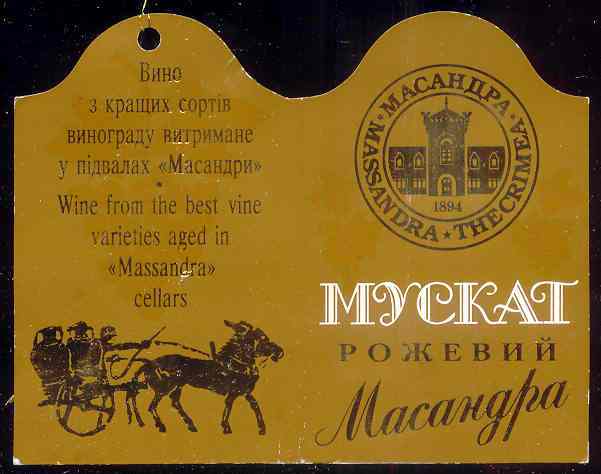 Вино
з кращих сортів
винограду витримане
у підвалах «Масандри»
Wine from the best vine
varieties aged in
«Massandra»
cellars
МАСАНДРА
MASSANDRA ★ THE CRIMEA
1894
МУСКАТ
РОЖЕВИЙ
Масандра